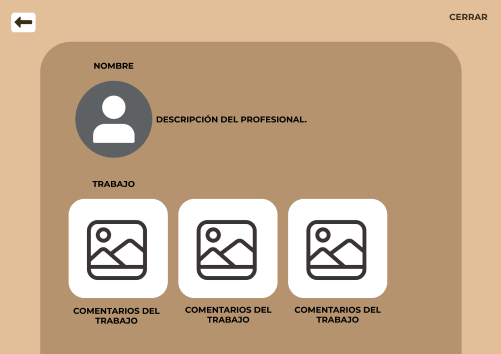 CERRAR
NOMBRE
DESCRIPCIÓN DEL PROFESIONAL.
TRABAJO
COMENTARIOS DEL
TRABAJO
COMENTARIOS DEL
TRABAJO
COMENTARIOS DEL
TRABAJO